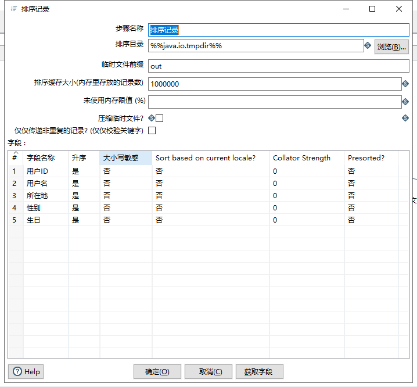 排序记录
步骤名称 排序记录
排序目录 %%java.io.tmpdir%% 浏览(B)...
临时文件前缀 out
排序缓存大小(内存里存放的记录数) 1000000
未使用内存限值 (%)
压缩临时文件?
仅仅传递非重复的记录? (仅仅校验关键字)
字段 :
# 字段名称 升序 大小写敏感 Sort based on current locale? Collator Strength Presorted?
1 用户ID 是 否 否 0 否
2 用户名 是 否 否 0 否
3 所在地 是 否 否 0 否
4 性别 是 否 否 0 否
5 生日 是 否 否 0 否
Help 确定(O) 取消(C) 获取字段